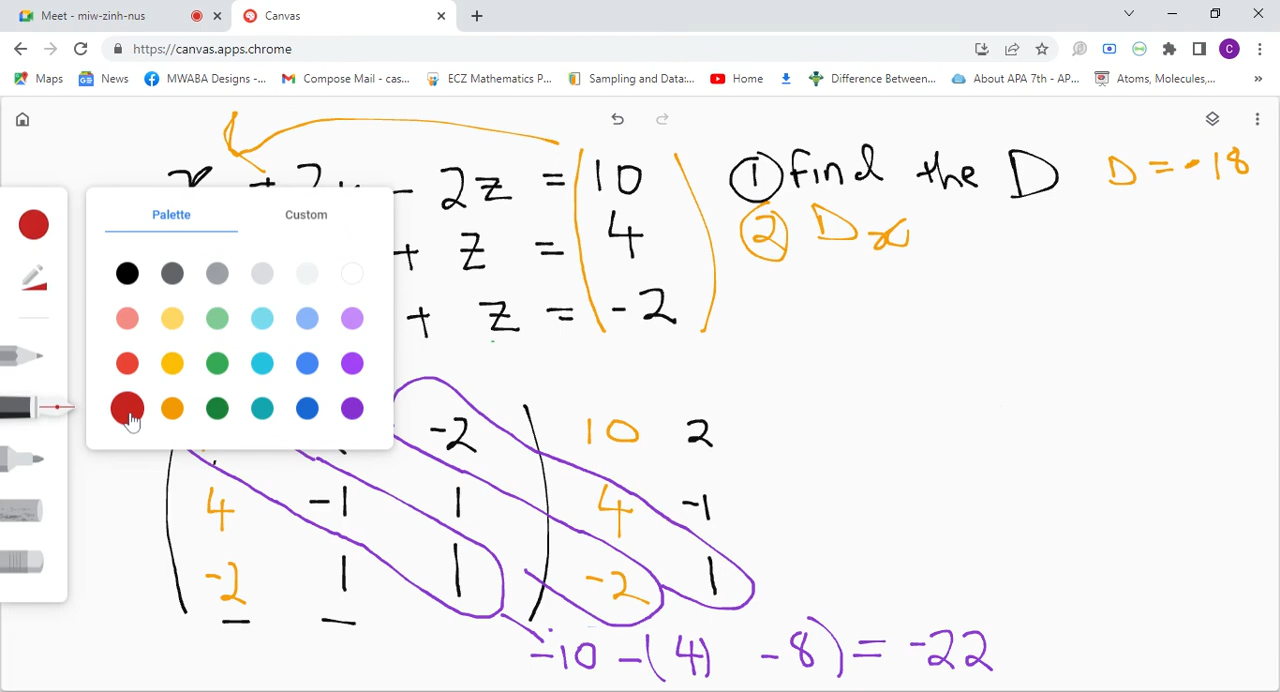 Meet - miw-zinh-nus
Canvas
https://canvas.apps.chrome
Maps
News
MWABA Designs -...
Compose Mail - cas...
ECZ Mathematics P...
Sampling and Data:...
Home
Difference Between...
About APA 7th - AP...
Atoms, Molecules,...
»
C
x + 2y - 2z = 10
+ z = 4
+ z = -2
① find the D D = -18
② Dx
Palette Custom
-2 10 2
4 -1 1 4 -1
-2 1 1 -2 1
-10 -(4) -8) = -22